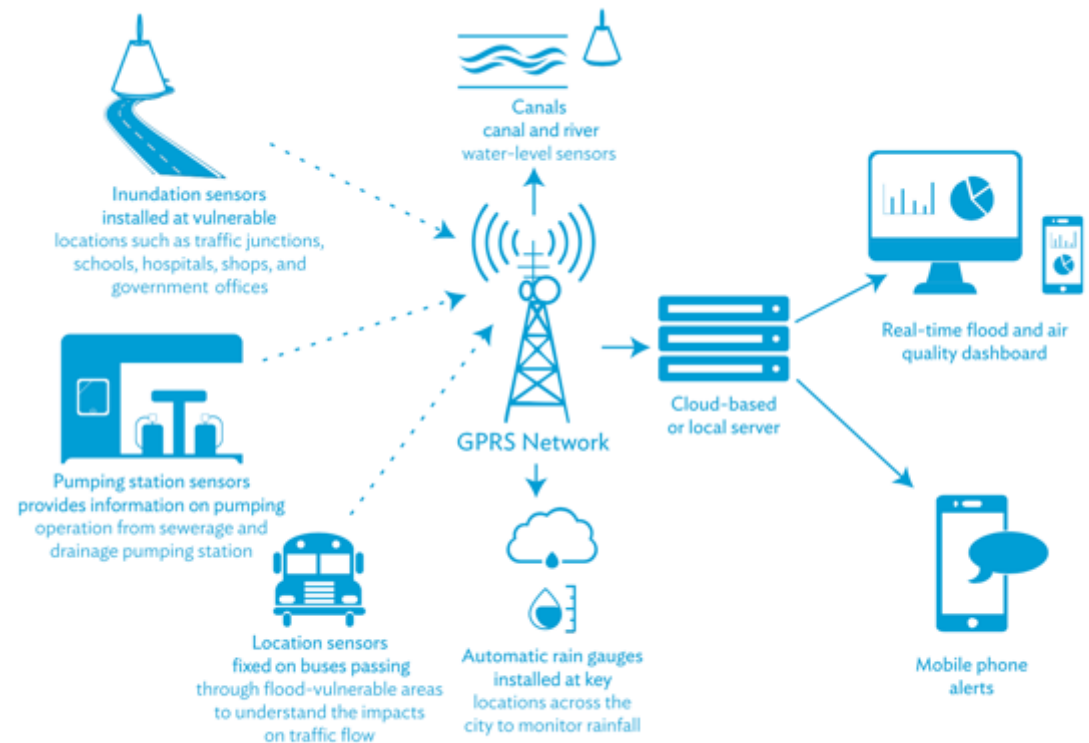 Canals
canal and river
water-level sensors
Inundation sensors
installed at vulnerable
locations such as traffic junctions,
schools, hospitals, shops, and
government offices
Real-time flood and air
quality dashboard
Cloud-based
or local server
GPRS Network
Pumping station sensors
provides information on pumping
operation from sewerage and
drainage pumping station
Location sensors
fixed on buses passing
through flood-vulnerable areas
to understand the impacts
on traffic flow
Automatic rain gauges
installed at key
locations across the
city to monitor rainfall
Mobile phone
alerts